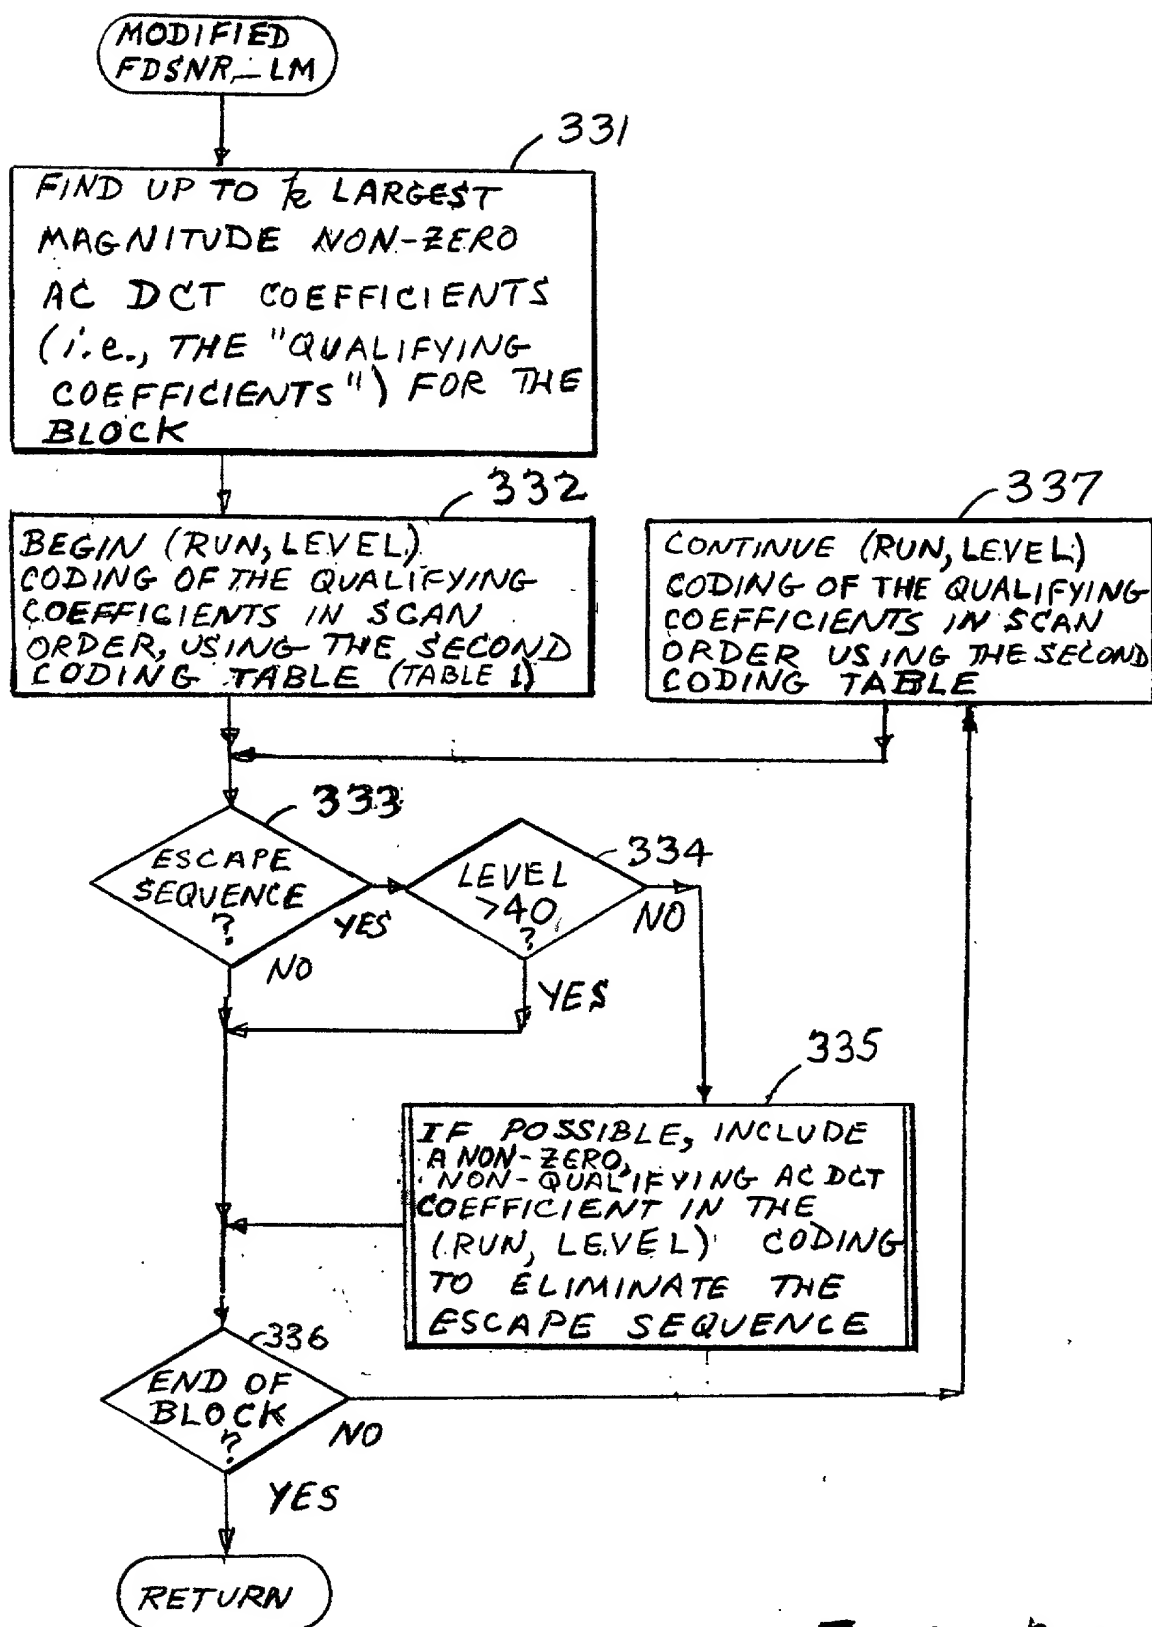 MODIFIED
FDSNR_LM
331
FIND UP TO k LARGEST
MAGNITUDE NON-ZERO
AC DCT COEFFICIENTS
(i.e., THE "QUALIFYING
COEFFICIENTS") FOR THE
BLOCK
332
BEGIN (RUN, LEVEL)
CODING OF THE QUALIFYING
COEFFICIENTS IN SCAN
ORDER, USING THE SECOND
CODING TABLE (TABLE 1)
337
CONTINUE (RUN, LEVEL)
CODING OF THE QUALIFYING
COEFFICIENTS IN SCAN
ORDER USING THE SECOND
CODING TABLE
333
ESCAPE
SEQUENCE
?
YES
NO
334
LEVEL
>40
?
NO
YES
335
IF POSSIBLE, INCLUDE
A NON-ZERO,
NON-QUALIFYING AC DCT
COEFFICIENT IN THE
(RUN, LEVEL) CODING
TO ELIMINATE THE
ESCAPE SEQUENCE
336
END OF
BLOCK
?
NO
YES
RETURN